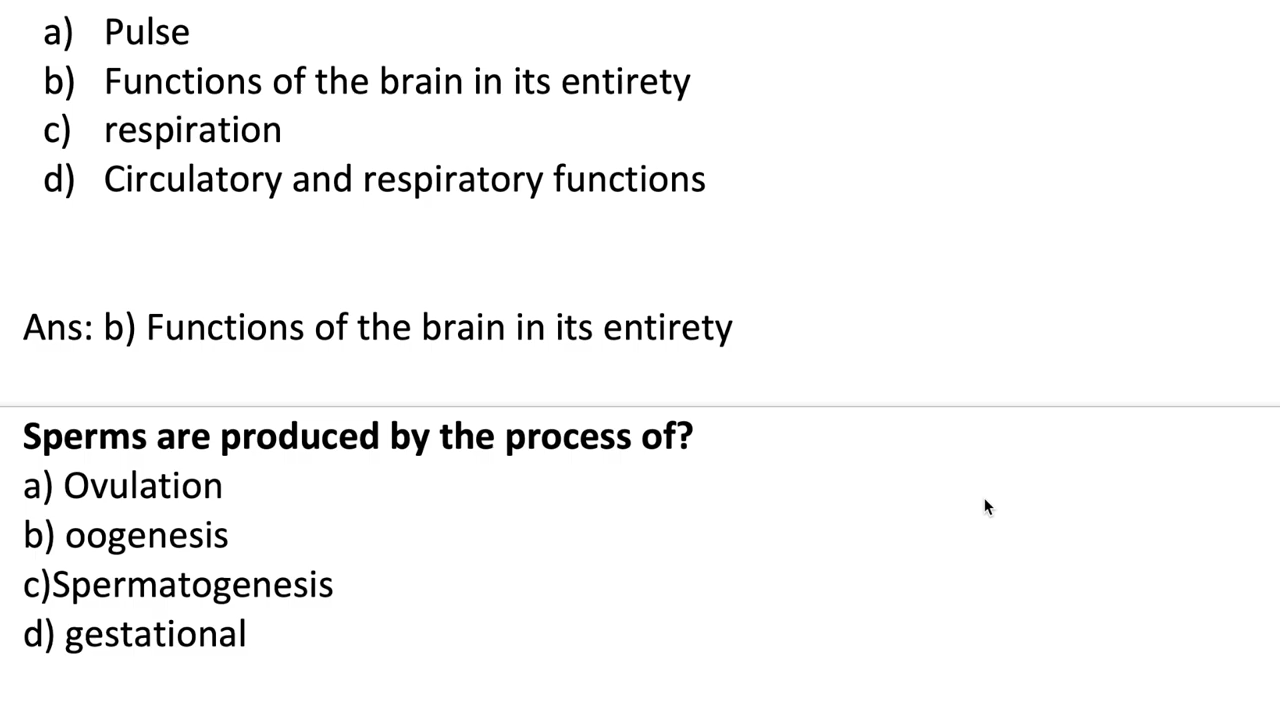 a) Pulse
b) Functions of the brain in its entirety
c) respiration
d) Circulatory and respiratory functions
Ans: b) Functions of the brain in its entirety
Sperms are produced by the process of?
a) Ovulation
b) oogenesis
c)Spermatogenesis
d) gestational